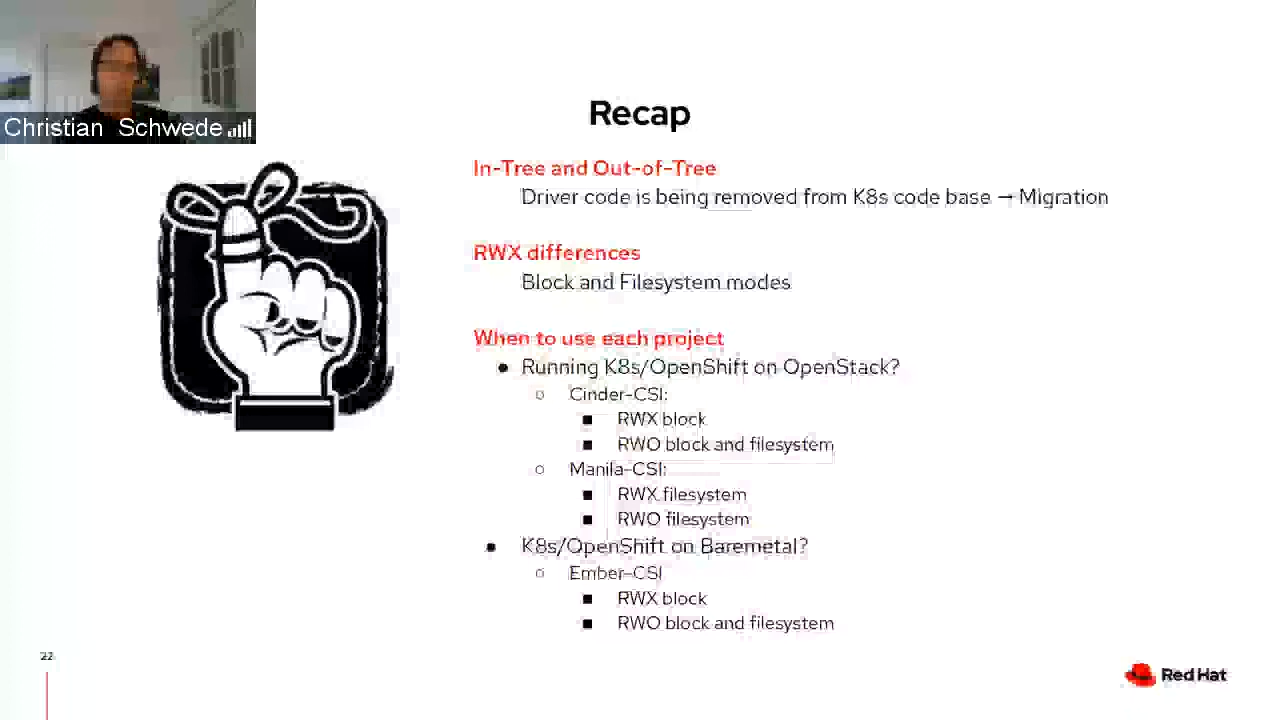 Christian Schwede
Recap
In-Tree and Out-of-Tree
Driver code is being removed from K8s code base → Migration
RWX differences
Block and Filesystem modes
When to use each project
● Running K8s/OpenShift on OpenStack?
○ Cinder-CSI:
■ RWX block
■ RWO block and filesystem
○ Manila-CSI:
■ RWX filesystem
■ RWO filesystem
● K8s/OpenShift on Baremetal?
○ Ember-CSI
■ RWX block
■ RWO block and filesystem
22
Red Hat